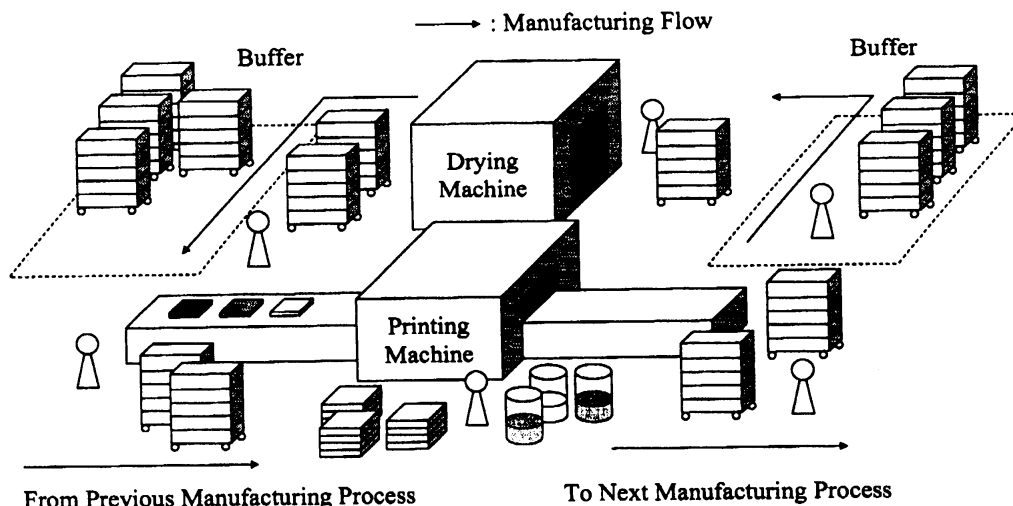 : Manufacturing Flow
Buffer
Buffer
Drying
Machine
Printing
Machine
From Previous Manufacturing Process
To Next Manufacturing Process